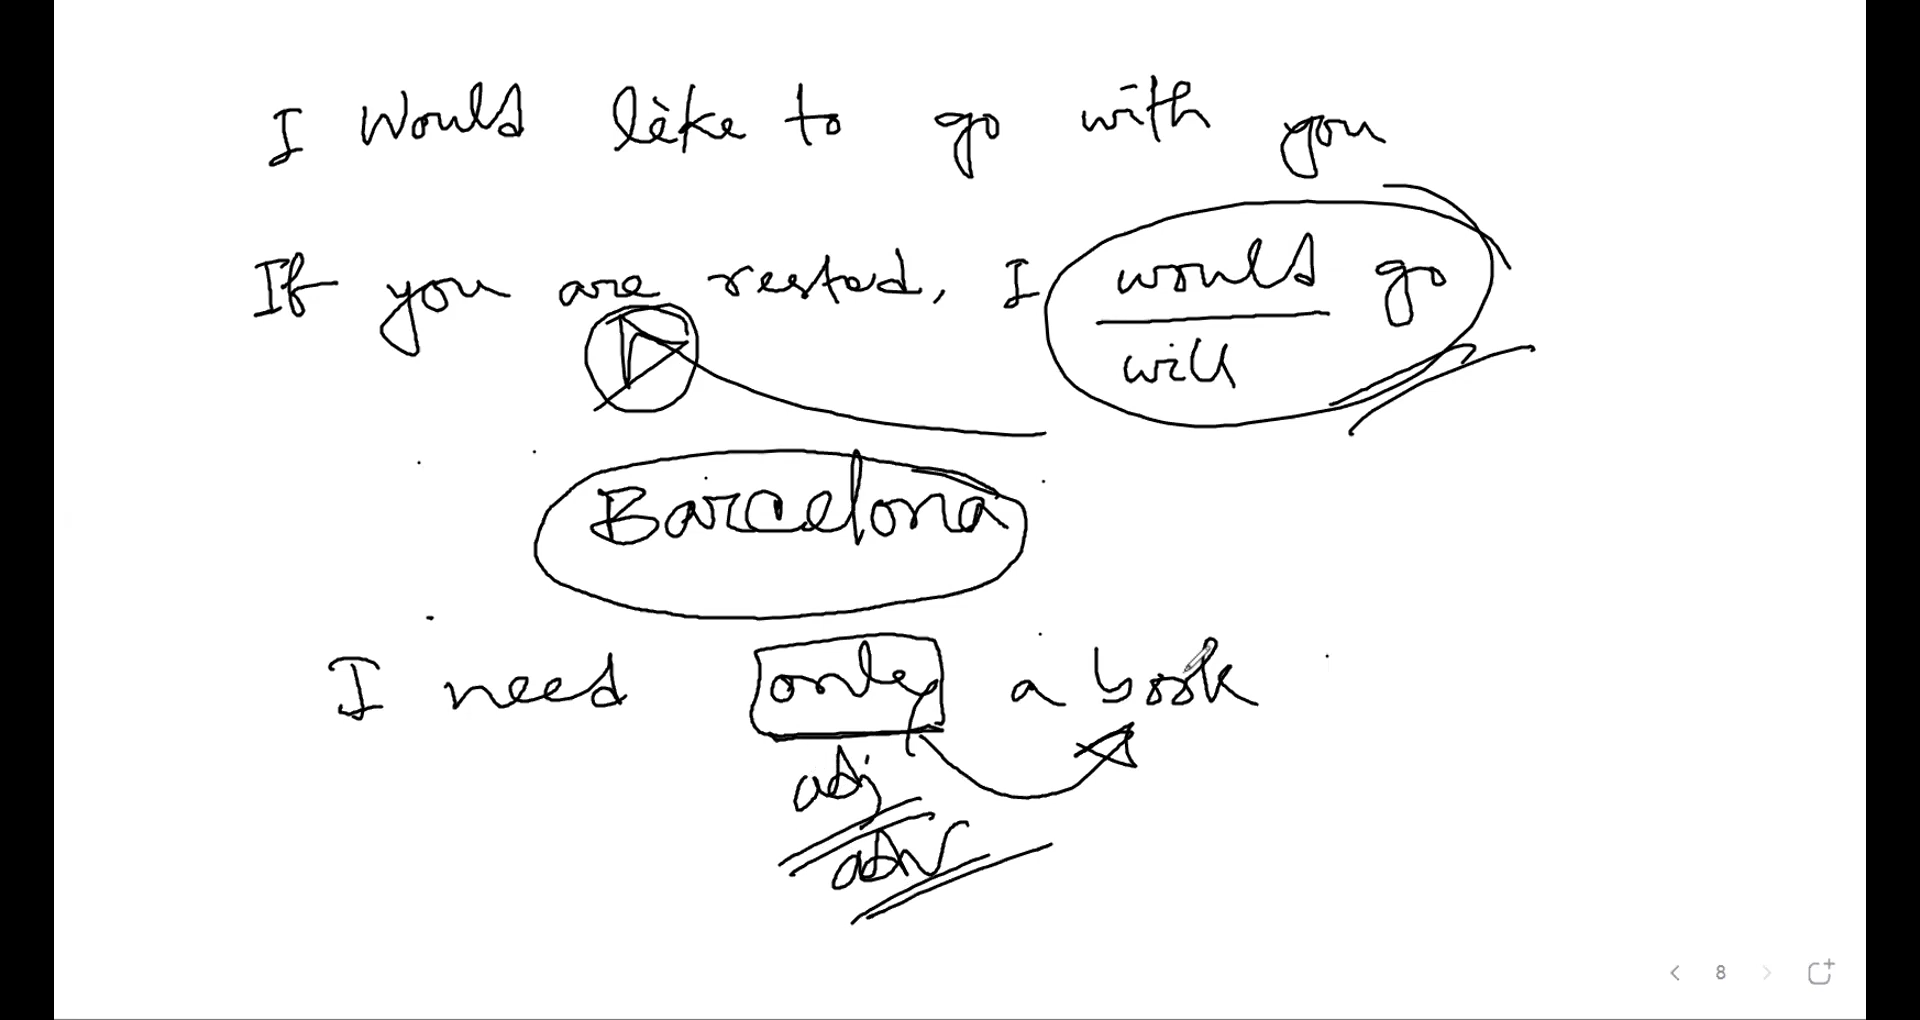 I would like to go with you
If you are rested, I would go
will
Barcelona
I need only a book
adj
adv
8